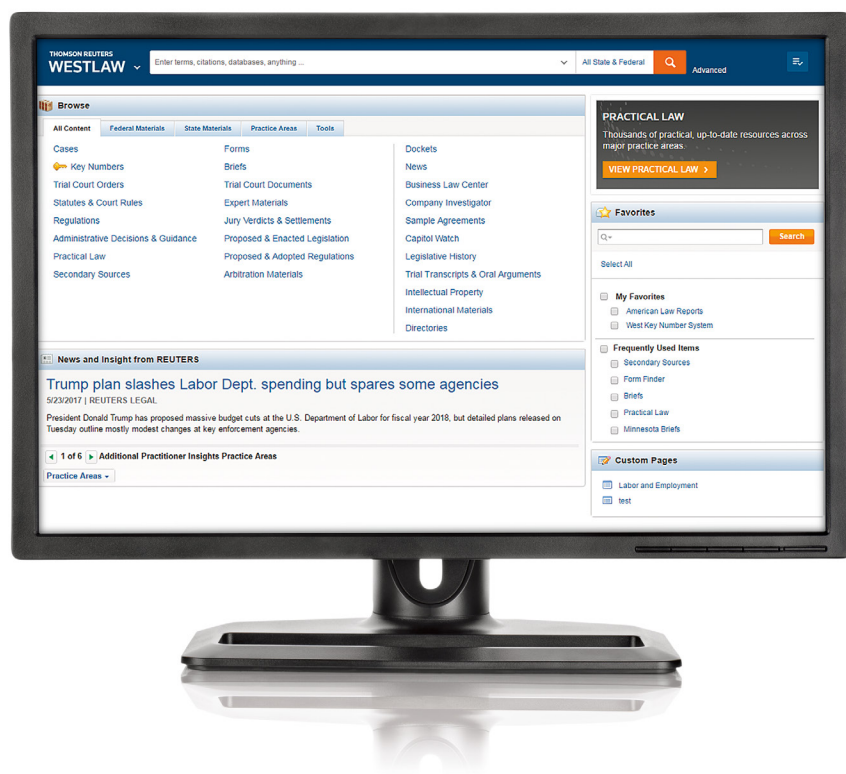 THOMSON REUTERS
WESTLAW
Enter terms, citations, databases, anything ...
All State & Federal
Advanced
Browse
All Content
Federal Materials
State Materials
Practice Areas
Tools
Cases
Key Numbers
Trial Court Orders
Statutes & Court Rules
Regulations
Administrative Decisions & Guidance
Practical Law
Secondary Sources
Forms
Briefs
Trial Court Documents
Expert Materials
Jury Verdicts & Settlements
Proposed & Enacted Legislation
Proposed & Adopted Regulations
Arbitration Materials
Dockets
News
Business Law Center
Company Investigator
Sample Agreements
Capitol Watch
Legislative History
Trial Transcripts & Oral Arguments
Intellectual Property
International Materials
Directories
News and Insight from REUTERS
Trump plan slashes Labor Dept. spending but spares some agencies
5/23/2017 | REUTERS LEGAL
President Donald Trump has proposed massive budget cuts at the U.S. Department of Labor for fiscal year 2018, but detailed plans released on
Tuesday outline mostly modest changes at key enforcement agencies.
1 of 6 Additional Practitioner Insights Practice Areas
Practice Areas
PRACTICAL LAW
Thousands of practical, up-to-date resources across
major practice areas.
VIEW PRACTICAL LAW >
Favorites
Search
Select All
My Favorites
American Law Reports
West Key Number System
Frequently Used Items
Secondary Sources
Form Finder
Briefs
Practical Law
Minnesota Briefs
Custom Pages
Labor and Employment
test